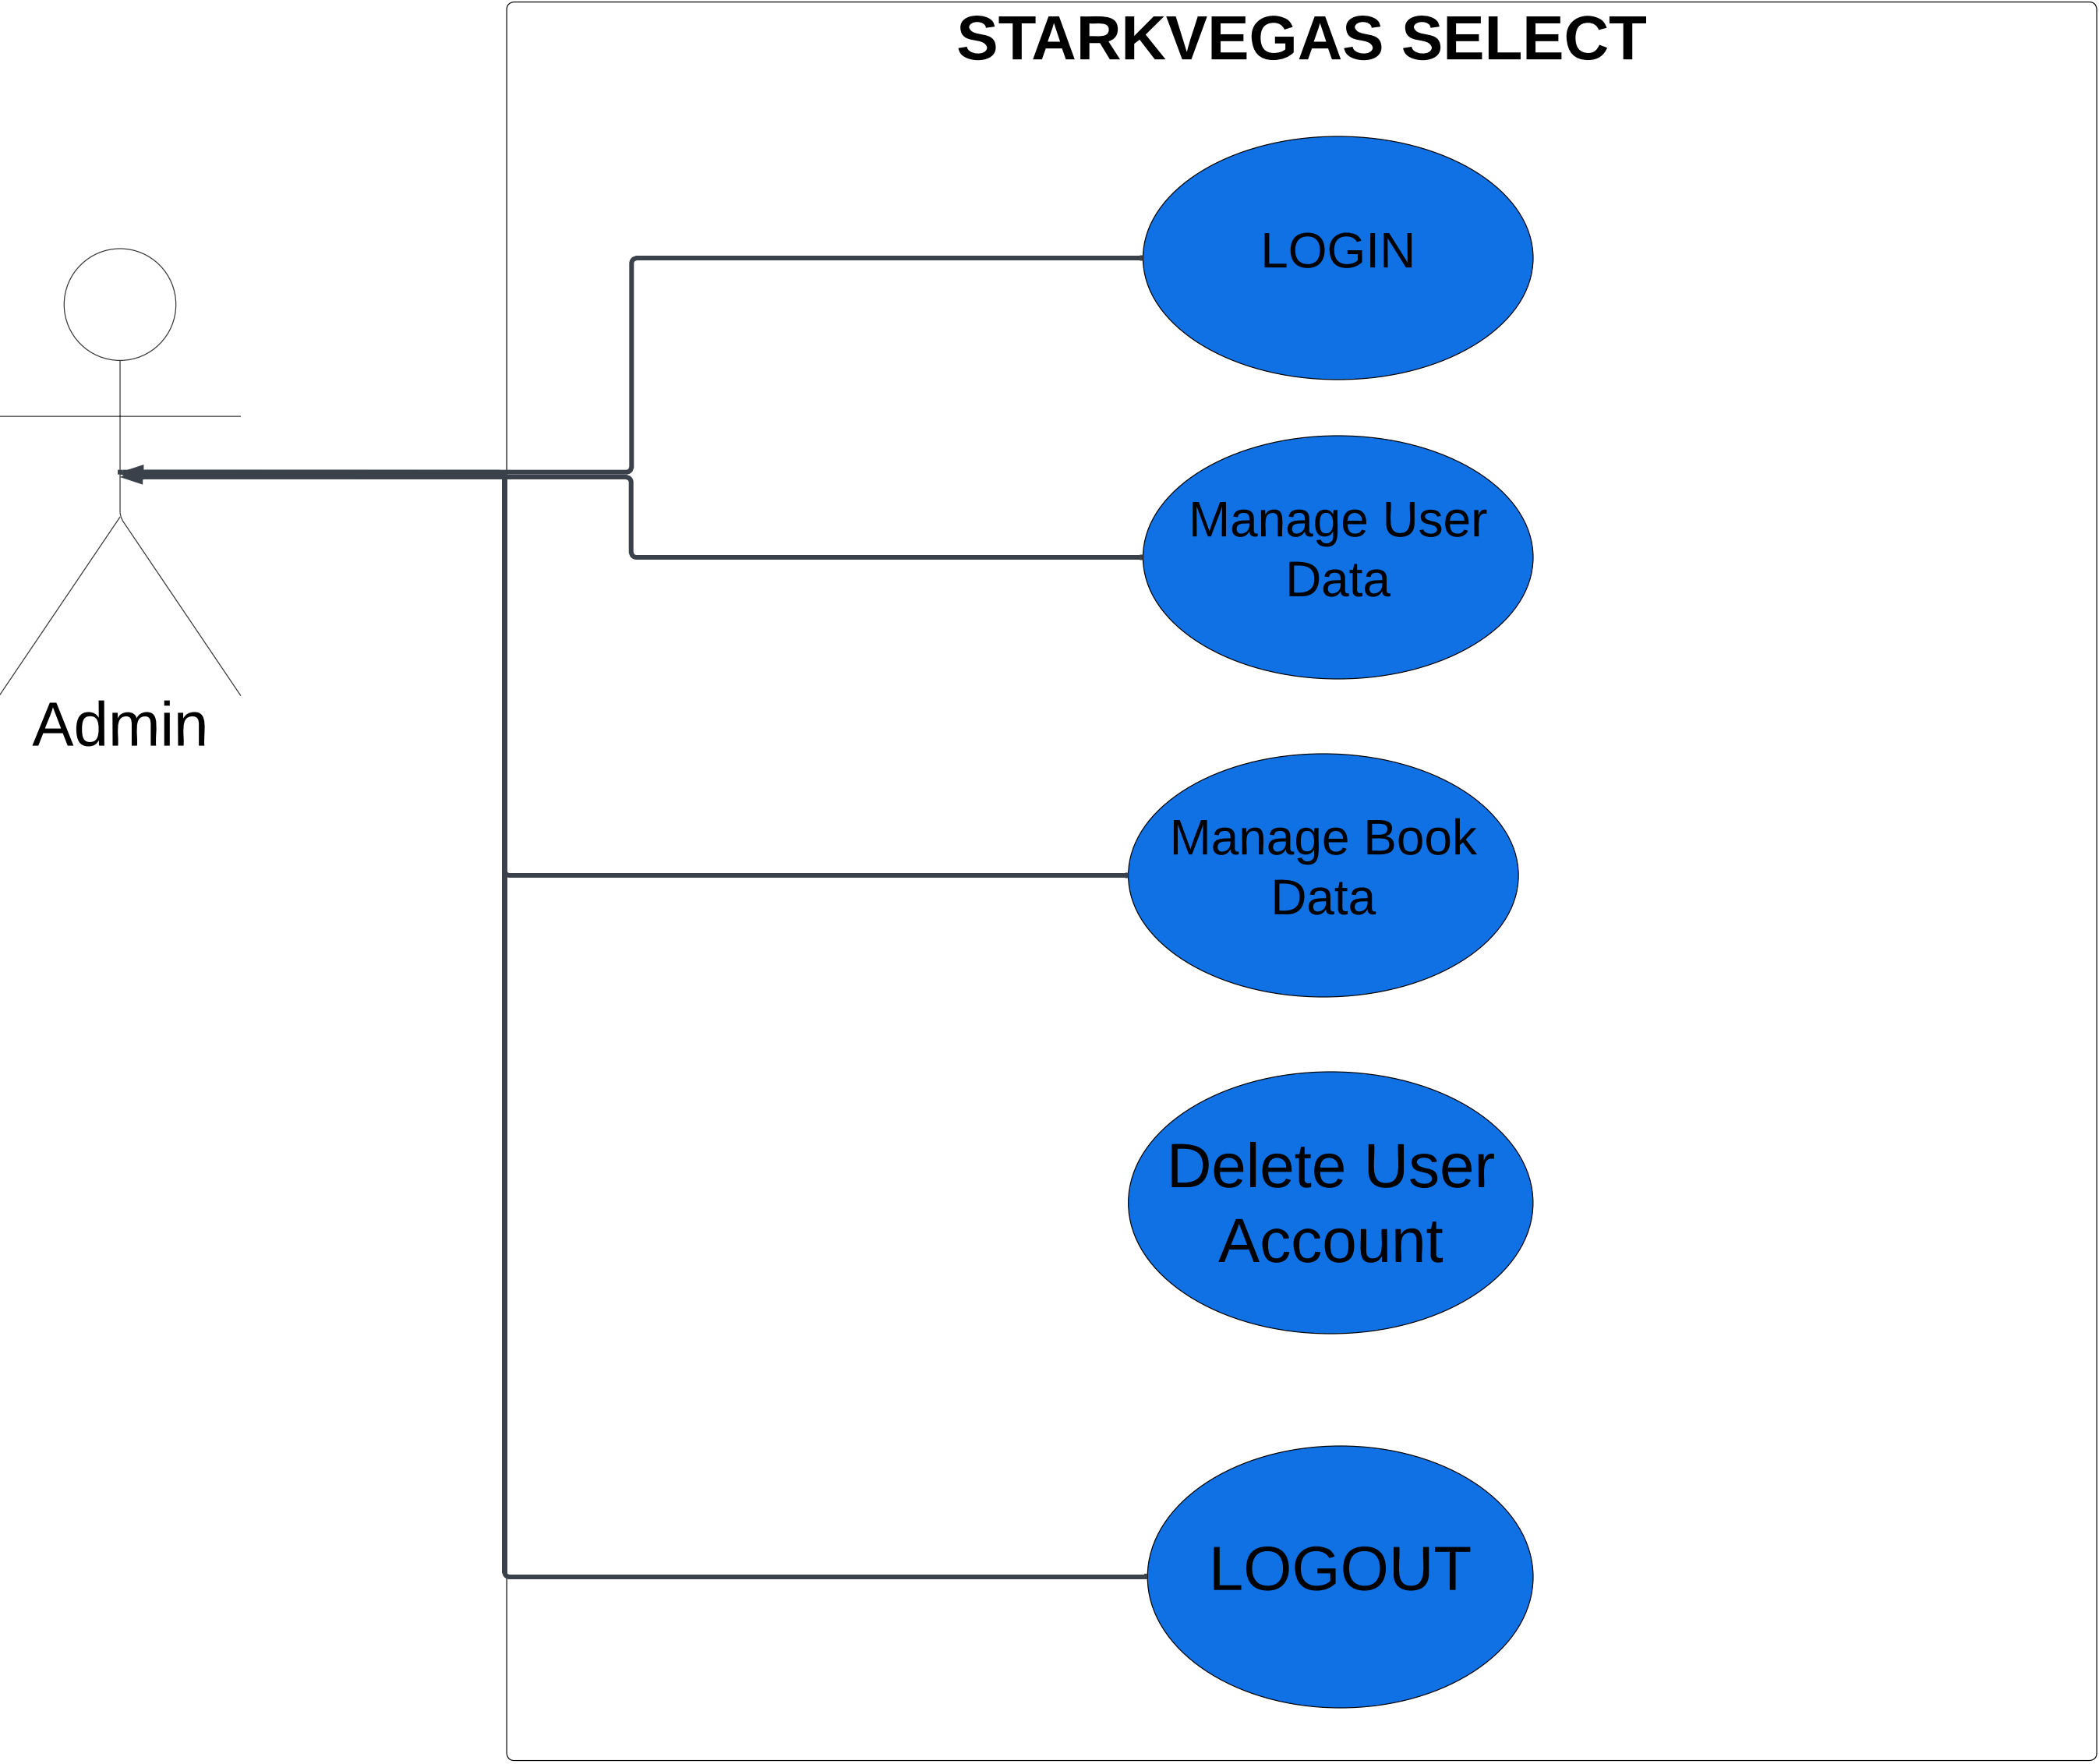 STARKVEGAS SELECT
LOGIN
Manage User
Data
Admin
Manage Book
Data
Delete User
Account
LOGOUT